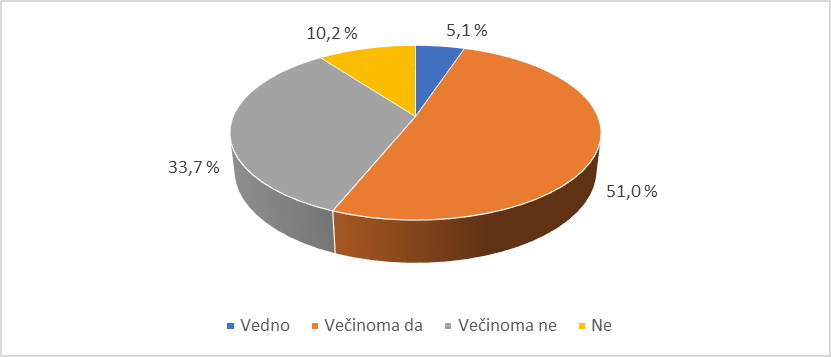 10,2 %
5,1 %
33,7 %
51,0 %
Vedno Večinoma da Večinoma ne Ne